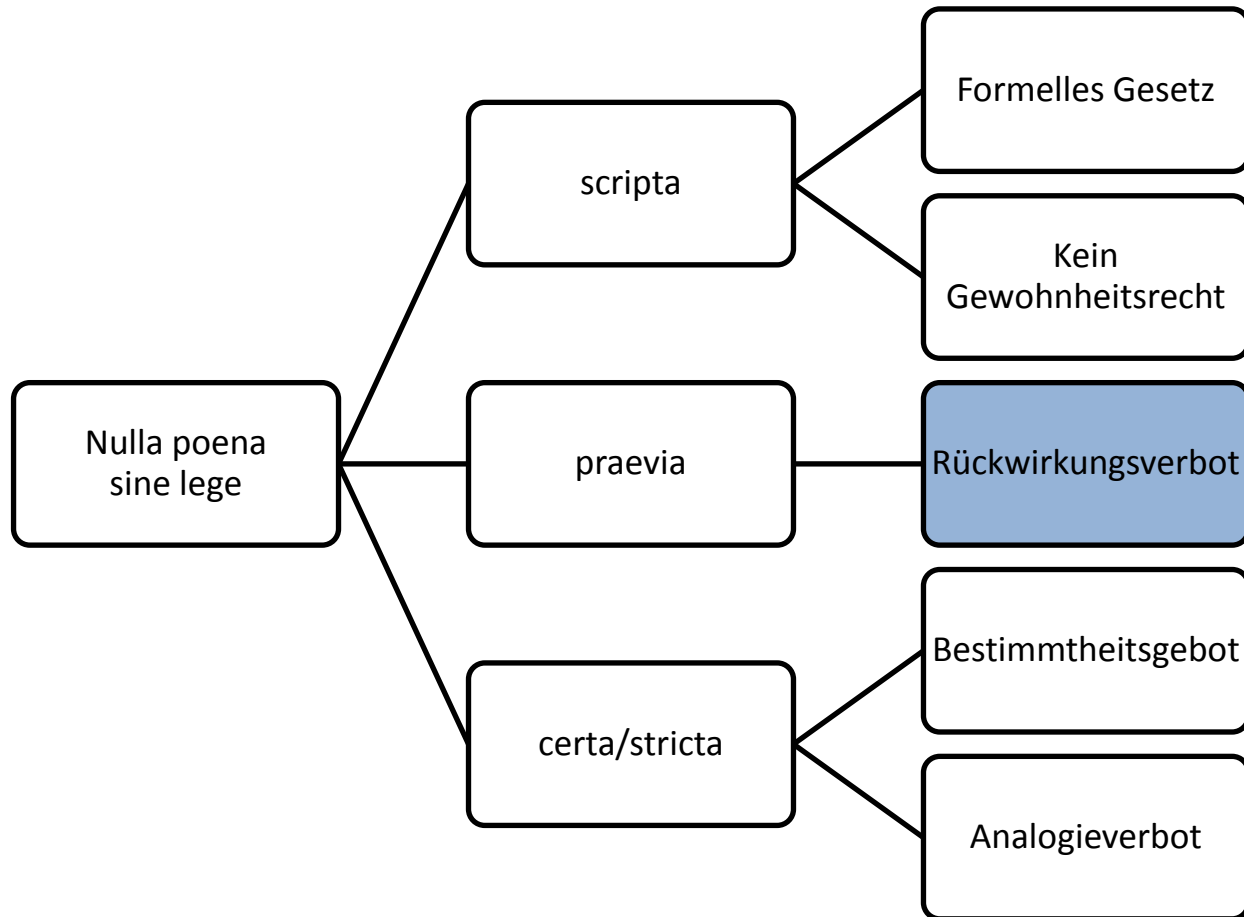 Nulla poena
sine lege
scripta
Formelles Gesetz
Kein
Gewohnheitsrecht
praevia
Rückwirkungsverbot
certa/stricta
Bestimmtheitsgebot
Analogieverbot